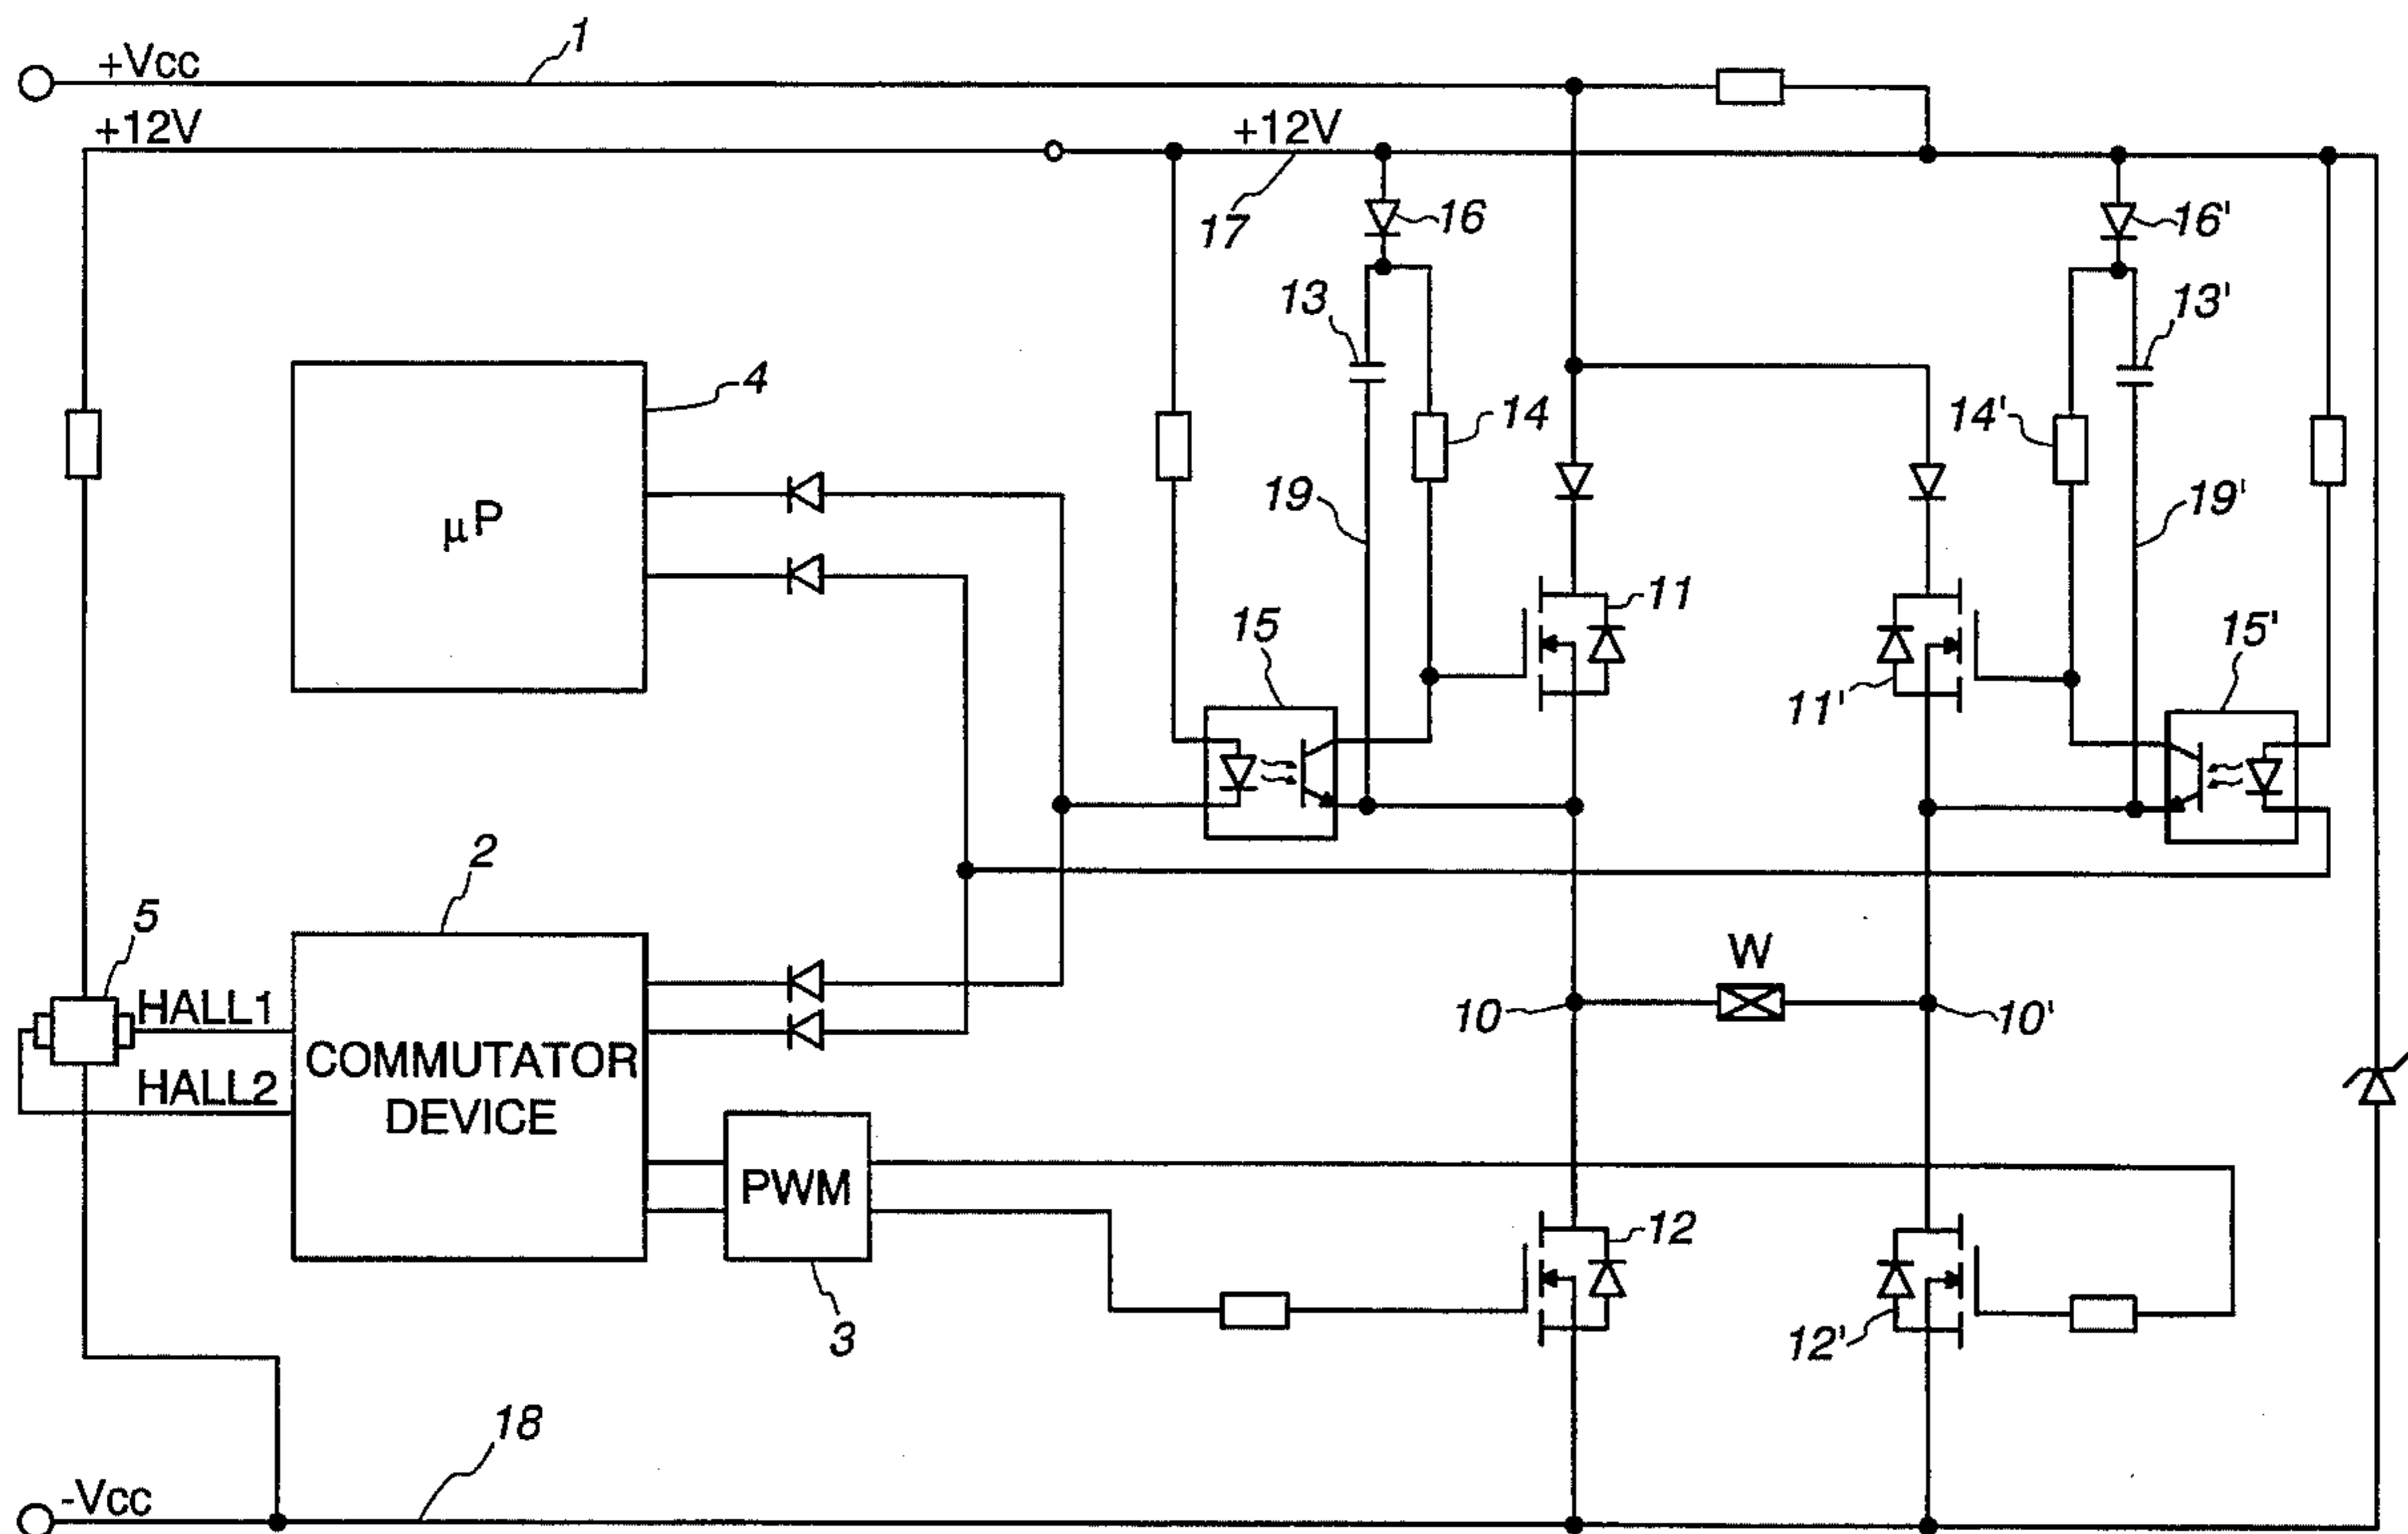 +Vcc
1
+12V
+12V
17
16
16'
13
13'
4
14
14'
19
19'
μP
11
11'
15
15'
2
5
HALL1
W
10
10'
COMMUTATOR
DEVICE
HALL2
PWM
12
12'
3
18
-Vcc